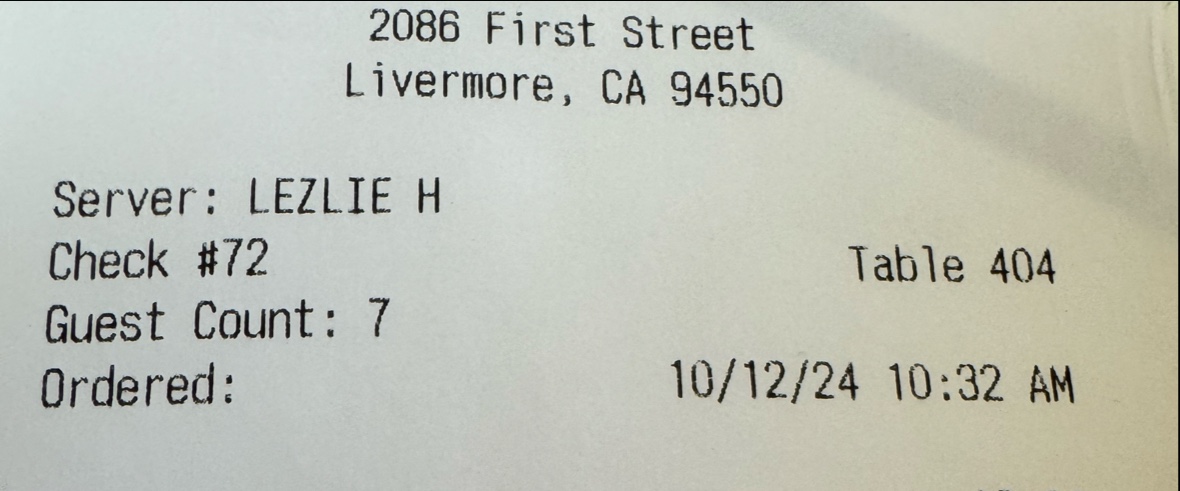 2086 First Street
Livermore, CA 94550
Server: LEZLIE H
Check #72
Table 404
Guest Count: 7
Ordered:
10/12/24 10:32 AM